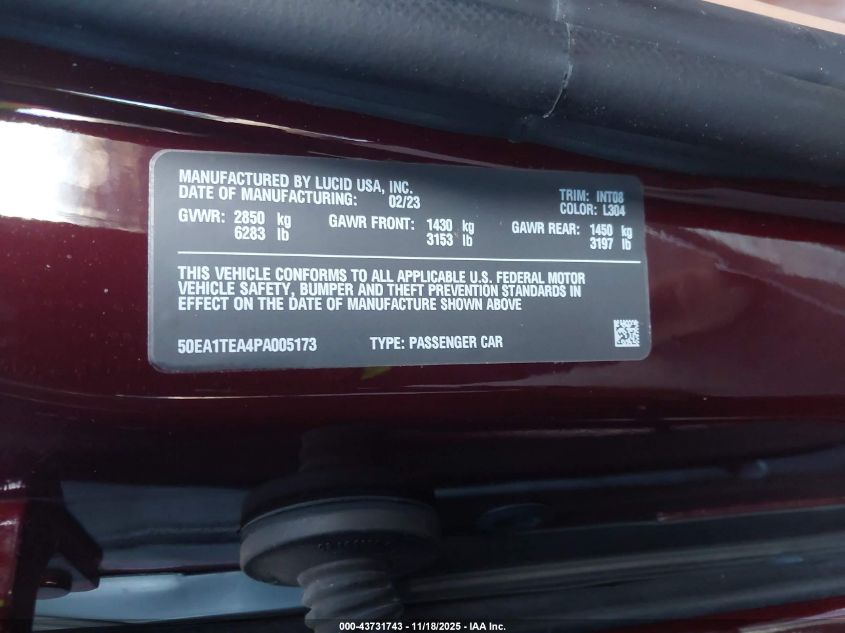 MANUFACTURED BY LUCID USA, INC.
DATE OF MANUFACTURING: 02/23
TRIM: INT08
COLOR: L304
GVWR: 2850 kg
6283 lb
GAWR FRONT: 1430 kg
3153 lb
GAWR REAR: 1450 kg
3197 lb
THIS VEHICLE CONFORMS TO ALL APPLICABLE U.S. FEDERAL MOTOR
VEHICLE SAFETY, BUMPER AND THEFT PREVENTION STANDARDS IN
EFFECT ON THE DATE OF MANUFACTURE SHOWN ABOVE
50EA1TEA4PA005173 TYPE: PASSENGER CAR
000-43731743 - 11/18/2025 - IAA Inc.